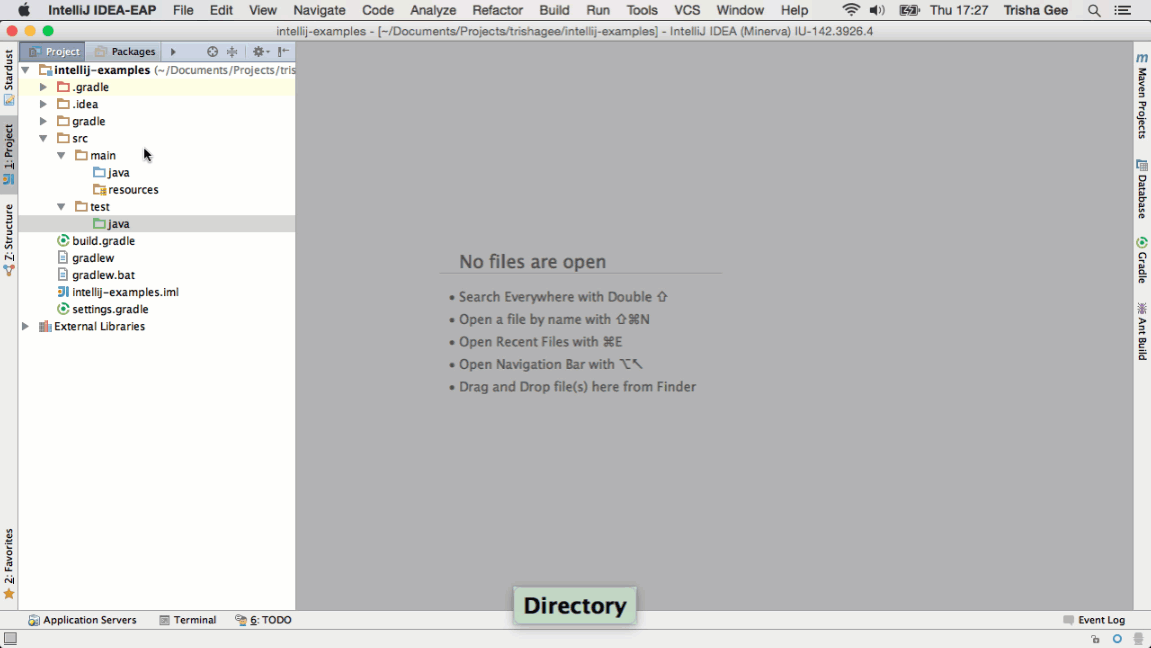 IntelliJ IDEA-EAP File Edit View Navigate Code Analyze Refactor Build Run Tools VCS Window Help Thu 17:27 Trisha Gee
intellij-examples - [~/Documents/Projects/trishagee/intellij-examples] - IntelliJ IDEA (Minerva) IU-142.3926.4
Project Packages
Stardust
1: Project
Z: Structure
2: Favorites
intellij-examples (~/Documents/Projects/tris
.gradle
.idea
gradle
src
main
java
resources
test
java
build.gradle
gradlew
gradlew.bat
intellij-examples.iml
settings.gradle
External Libraries
No files are open
• Search Everywhere with Double ⇧
• Open a file by name with ⇧⌘N
• Open Recent Files with ⌘E
• Open Navigation Bar with ⌥↖
• Drag and Drop file(s) here from Finder
m Maven Projects
Database
Gradle
Ant Build
Directory
Application Servers Terminal 6: TODO Event Log